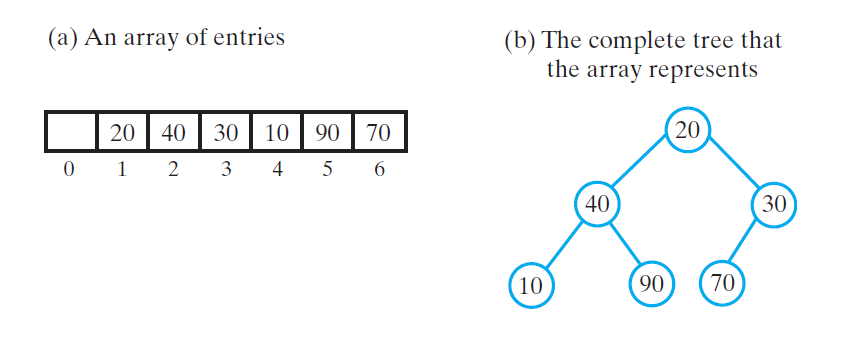 (a) An array of entries
20 40 30 10 90 70
0 1 2 3 4 5 6
(b) The complete tree that
the array represents
20
40 30
10 90 70